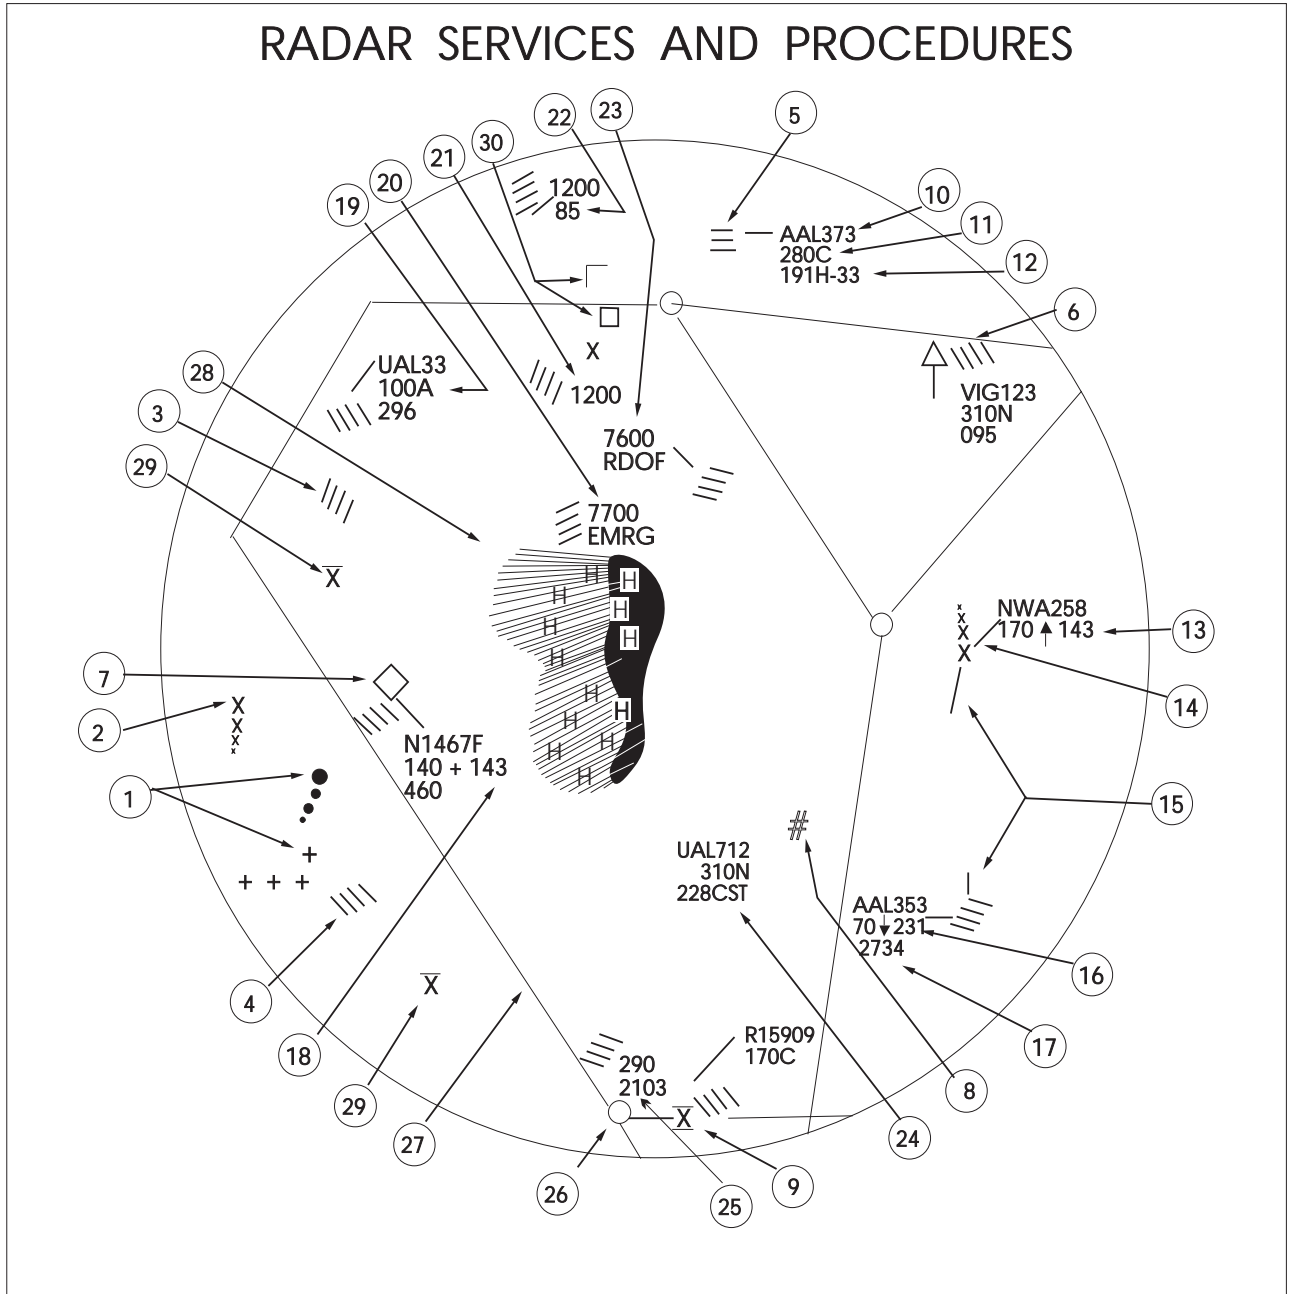 RADAR SERVICES AND PROCEDURES
23
22
5
30
21
20
19
1200
85
10
11
12
AAL373
280C
191H-33
6
UAL33
100A
296
28
3
29
X
1200
VIG123
310N
095
7600
RDOF
7700
EMRG
X
H
H
H
H
H
H
H
H
H
H
H
H
H
NWA258
170 143
X
X
X
X
13
14
7
2
X
X
X
X
1
N1467F
140 + 143
460
+
+ + +
15
#
UAL712
310N
228CST
AAL353
70 231
2734
4
X
16
17
18
29
27
R15909
170C
290
2103
X
8
24
26
25
9